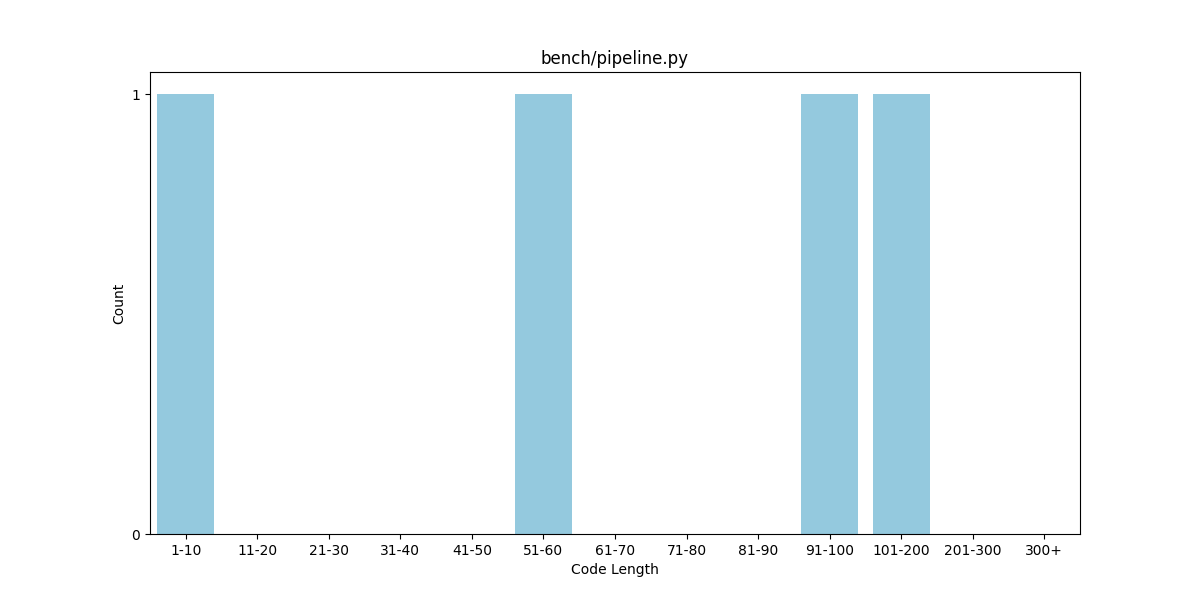 bench/pipeline.py
1
Count
0
1-10 11-20 21-30 31-40 41-50 51-60 61-70 71-80 81-90 91-100 101-200 201-300 300+
Code Length